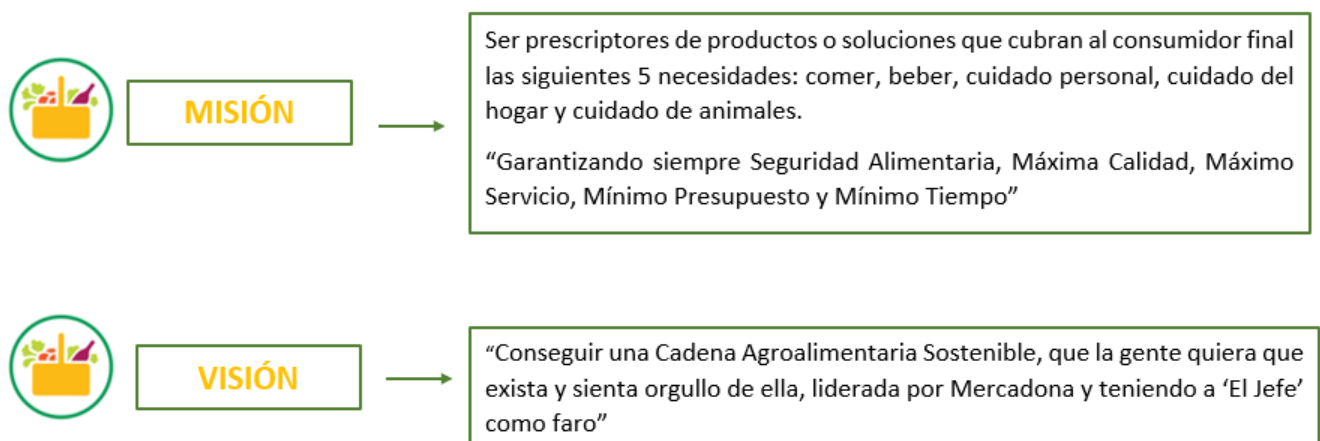 MISIÓN
Ser prescriptores de productos o soluciones que cubran al consumidor final
las siguientes 5 necesidades: comer, beber, cuidado personal, cuidado del
hogar y cuidado de animales.
“Garantizando siempre Seguridad Alimentaria, Máxima Calidad, Máximo
Servicio, Mínimo Presupuesto y Mínimo Tiempo”
VISIÓN
“Conseguir una Cadena Agroalimentaria Sostenible, que la gente quiera que
exista y sienta orgullo de ella, liderada por Mercadona y teniendo a ‘El Jefe’
como faro”